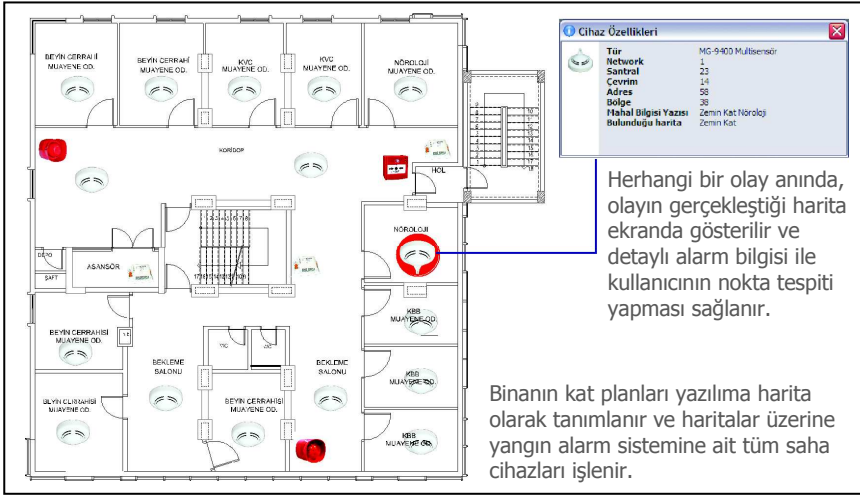 BEYİN CERRAHİ
MUAYENE OD.
BEYİN CERRAHİ
MUAYENE OD.
KVC
MUAYENE OD.
KVC
MUAYENE OD.
NÖROLOJİ
MUAYENE OD.
KORİDOR
HOL
NÖROLOJİ
DEPO
ŞAFT
ASANSÖR
BEYİN CERRAHİSİ
MUAYENE OD.
BEKLEME
SALONU
WC
WC
BEKLEME
SALONU
KBB
MUAYENE OD.
KBB
MUAYENE OD.
KBB
MUAYENE OD.
BEYİN CERRAHİSİ
MUAYENE OD.
BEYİN CERRAHİSİ
MUAYENE OD.
Cihaz Özellikleri
Tür MG-9400 Multisensör
Network 1
Santral 23
Çevrim 14
Adres 58
Bölge 38
Mahal Bilgisi Yazısı Zemin Kat Nöroloji
Bulunduğu harita Zemin Kat
Herhangi bir olay anında,
olayın gerçekleştiği harita
ekranda gösterilir ve
detaylı alarm bilgisi ile
kullanıcının nokta tespiti
yapması sağlanır.
Binanın kat planları yazılıma harita
olarak tanımlanır ve haritalar üzerine
yangın alarm sistemine ait tüm saha
cihazları işlenir.